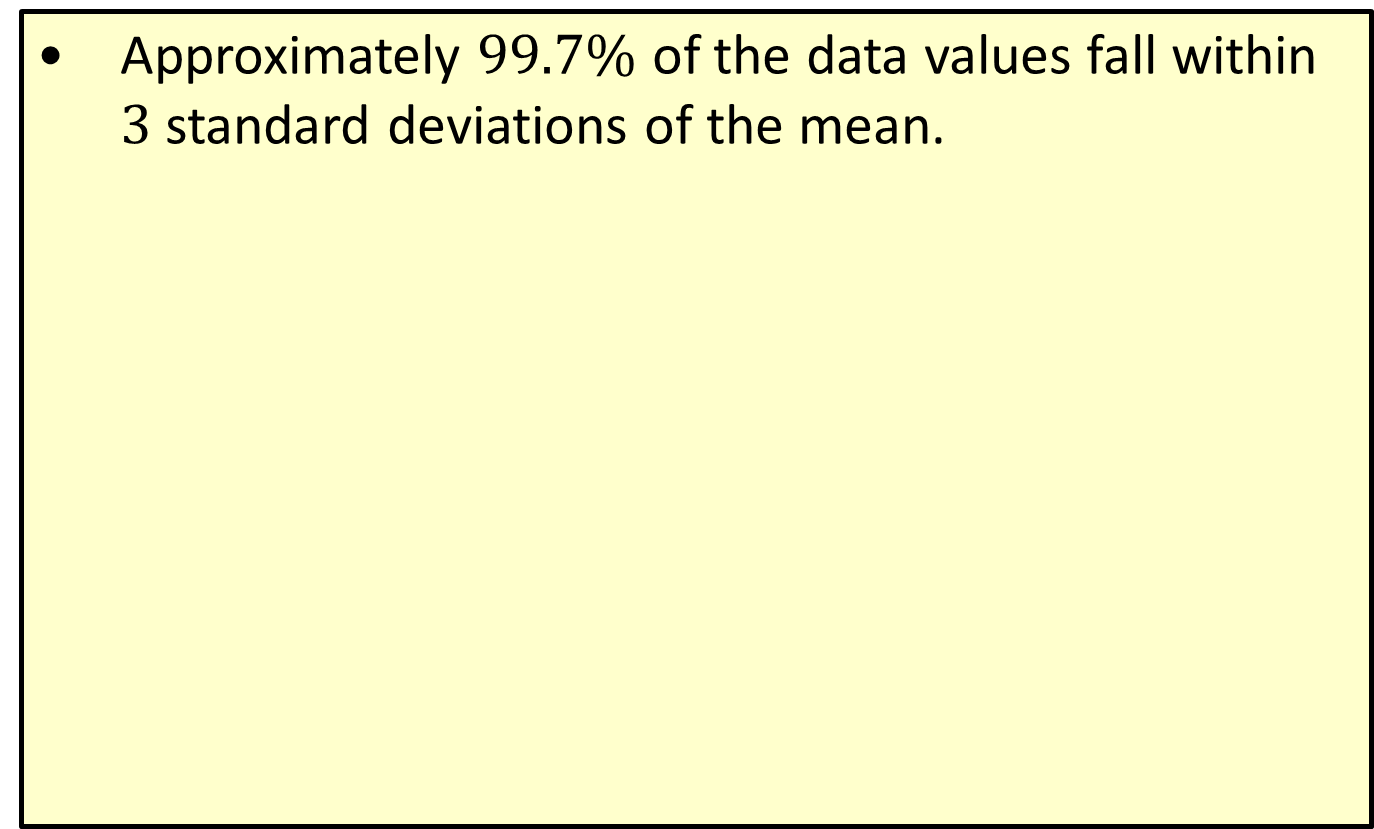 • Approximately 99.7% of the data values fall within
3 standard deviations of the mean.